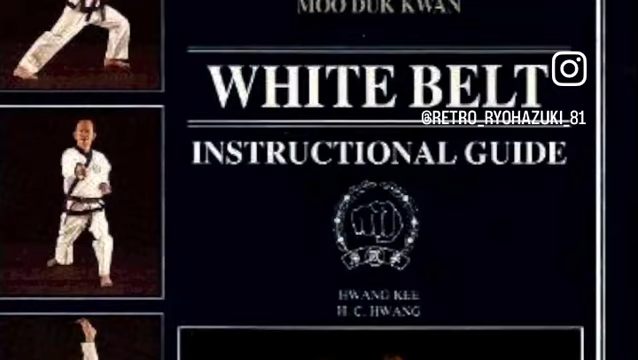 MOO DUK KWAN
WHITE BELT
@RETRO_RYOHAZUKI_81
INSTRUCTIONAL GUIDE
HWANG KEE
H. C. HWANG